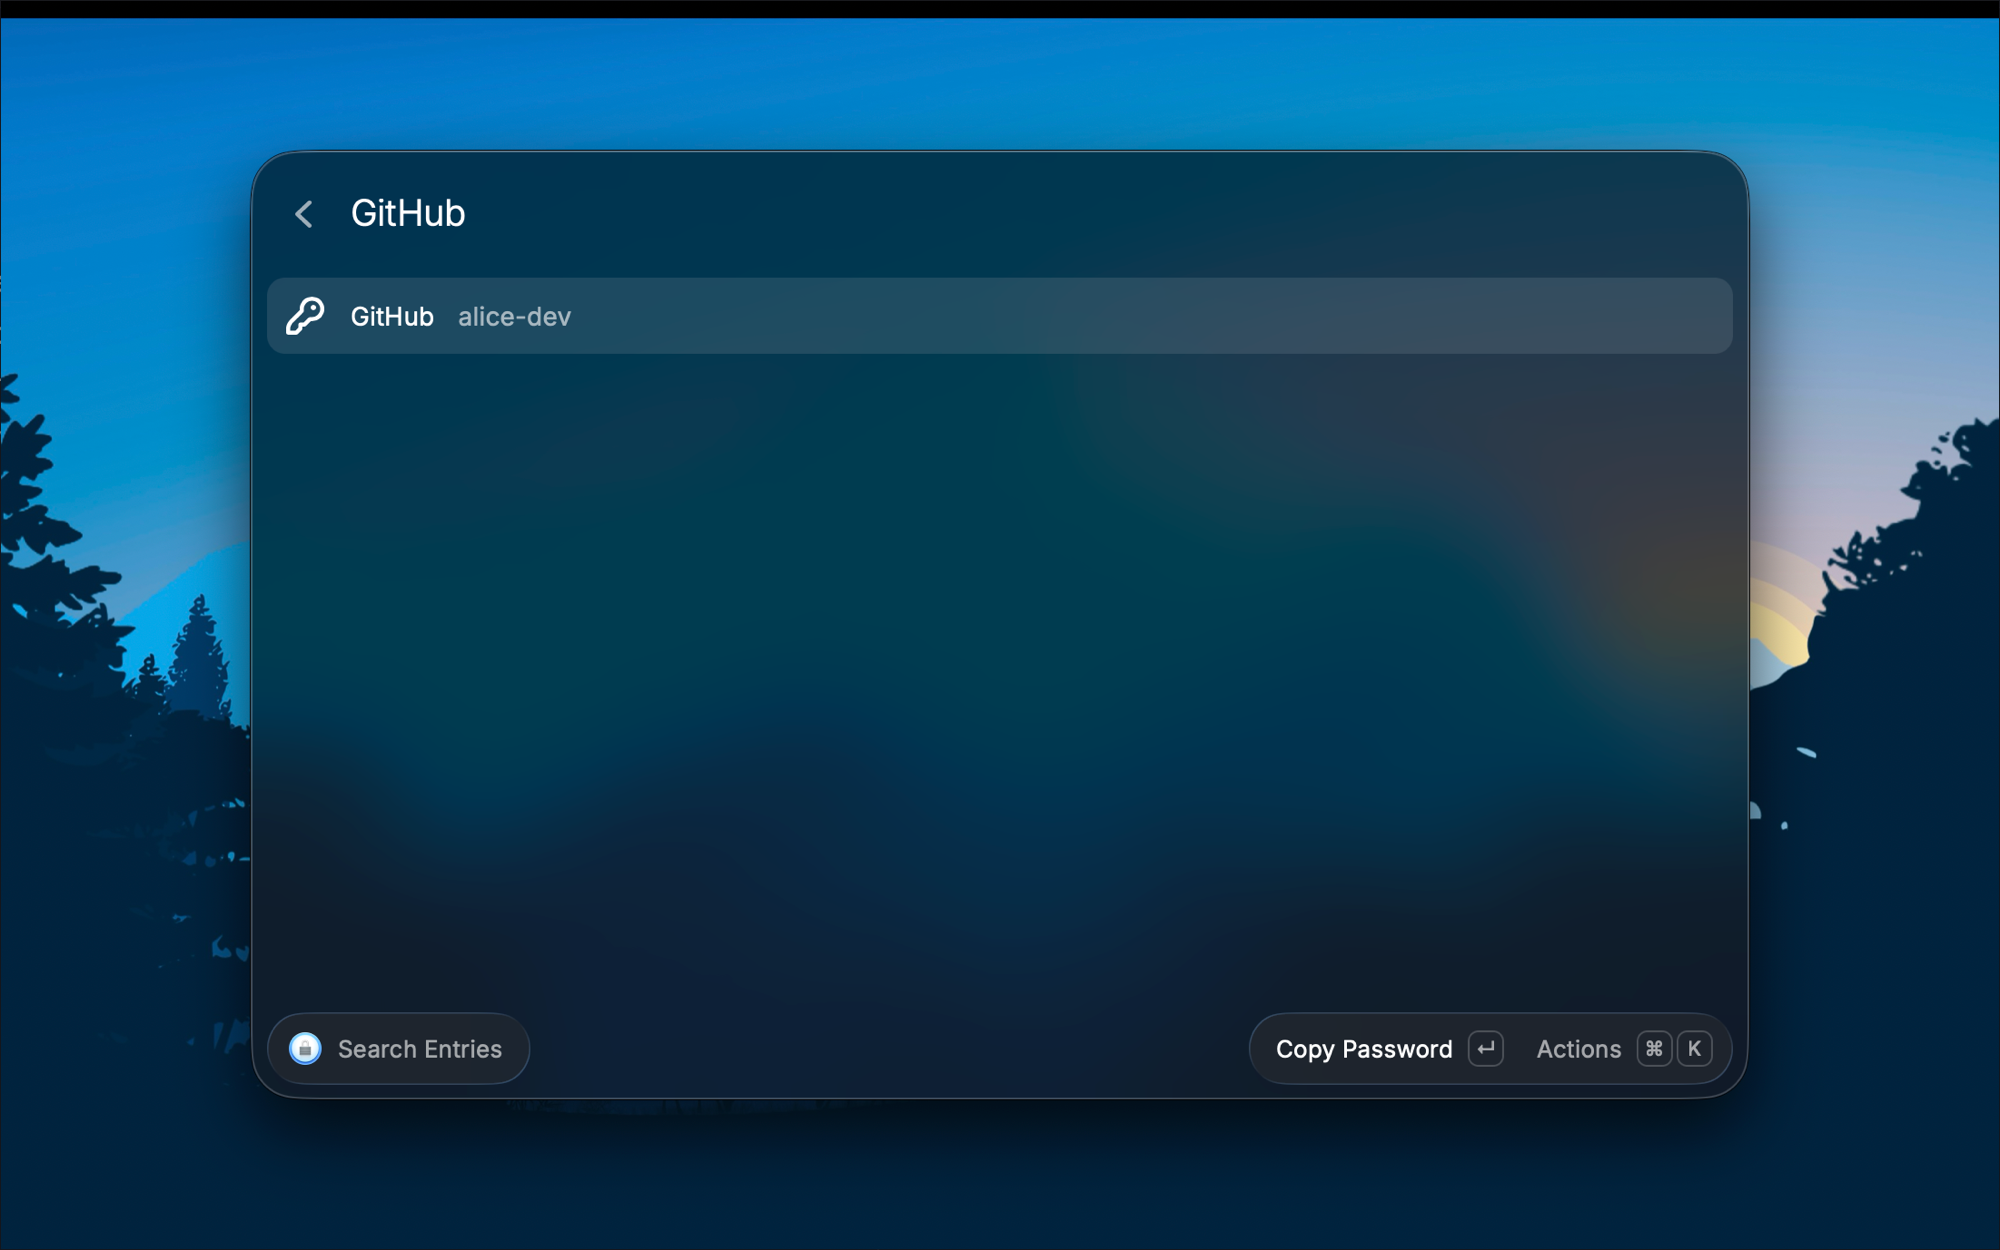 GitHub
GitHub alice-dev
Search Entries
Copy Password ↵ Actions ⌘ K